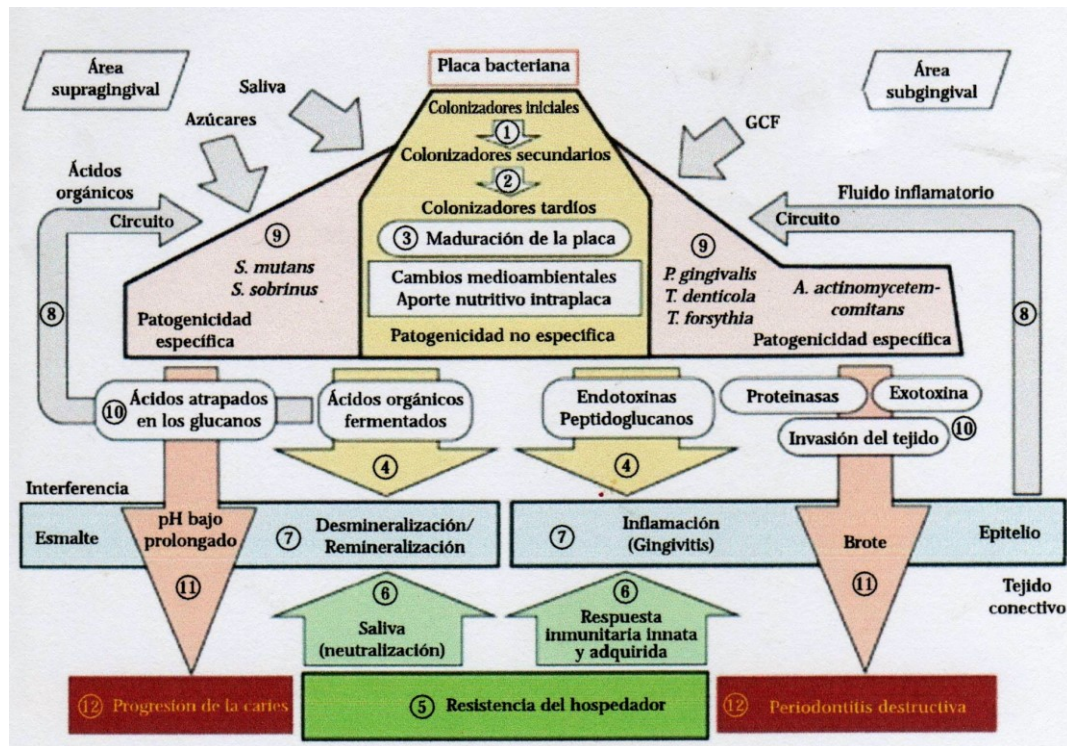 Área
supragingival
Saliva
Azúcares
Placa bacteriana
Área
subgingival
GCF
Colonizadores iniciales
①
Colonizadores secundarios
②
Colonizadores tardíos
③ Maduración de la placa
Cambios medioambientales
Aporte nutritivo intraplaca
Patogenicidad no específica
Ácidos
orgánicos
Circuito
⑧
⑨
S. mutans
S. sobrinus
Patogenicidad
específica
Fluido inflamatorio
Circuito
⑨
P. gingivalis
T. denticola
T. forsythia
A. actinomycetem-
comitans
Patogenicidad específica
⑧
⑩ Ácidos atrapados
en los glucanos
Ácidos orgánicos
fermentados
④
Endotoxinas
Peptidoglucanos
④
Proteinasas
Exotoxina
Invasión del tejido ⑩
Interferencia
Esmalte
pH bajo
prolongado
⑪
⑦ Desmineralización/
Remineralización
⑦ Inflamación
(Gingivitis)
Brote
⑪
Epitelio
Tejido
conectivo
⑥
Saliva
(neutralización)
⑥
Respuesta
inmunitaria innata
y adquirida
⑫ Progresión de la caries
⑤ Resistencia del hospedador
⑫ Periodontitis destructiva